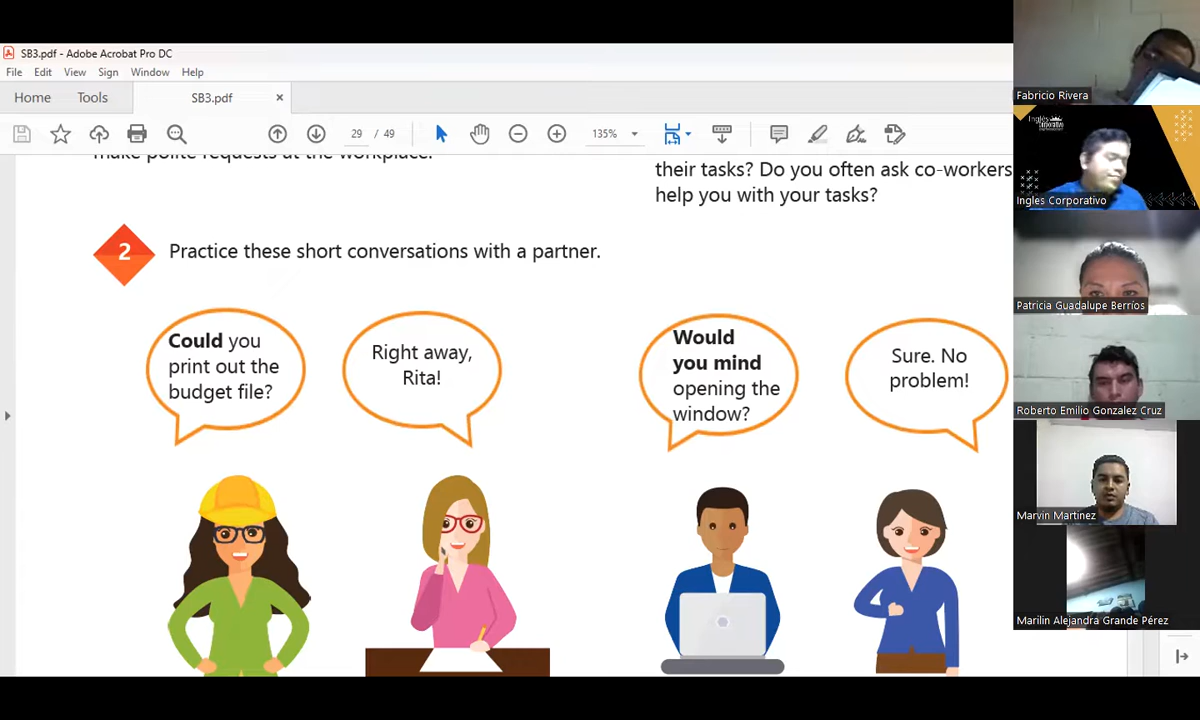 SB3.pdf - Adobe Acrobat Pro DC
File Edit View Sign Window Help
Home Tools SB3.pdf ×
29 / 49 135%
make polite requests at the workplace.
their tasks? Do you often ask co-workers
help you with your tasks?
2 Practice these short conversations with a partner.
Could you
print out the
budget file?
Right away,
Rita!
Would
you mind
opening the
window?
Sure. No
problem!
Fabricio Rivera
Inglés
Corporativo
Ingles Corporativo
Patricia Guadalupe Berríos
Roberto Emilio Gonzalez Cruz
Marvin Martinez
Marilin Alejandra Grande Pérez